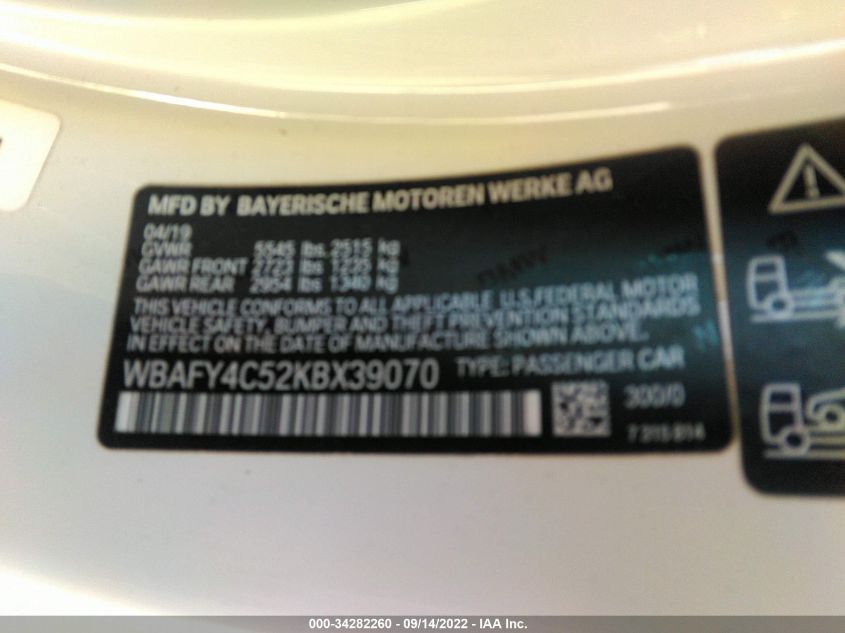 MFD BY BAYERISCHE MOTOREN WERKE AG
04/19
GVWR 5545 lbs 2515 kg
GAWR FRONT 2723 lbs 1235 kg
GAWR REAR 2954 lbs 1340 kg
THIS VEHICLE CONFORMS TO ALL APPLICABLE U.S.FEDERAL MOTOR
VEHICLE SAFETY, BUMPER AND THEFT PREVENTION STANDARDS
IN EFFECT ON DATE OF MANUFACTURE SHOWN ABOVE.
WBAFY4C52KBX39070 TYPE: PASSENGER CAR
300/0
000-34282260 - 09/14/2022 - IAA Inc.